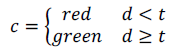 c = { red d < t
green d ≥ t